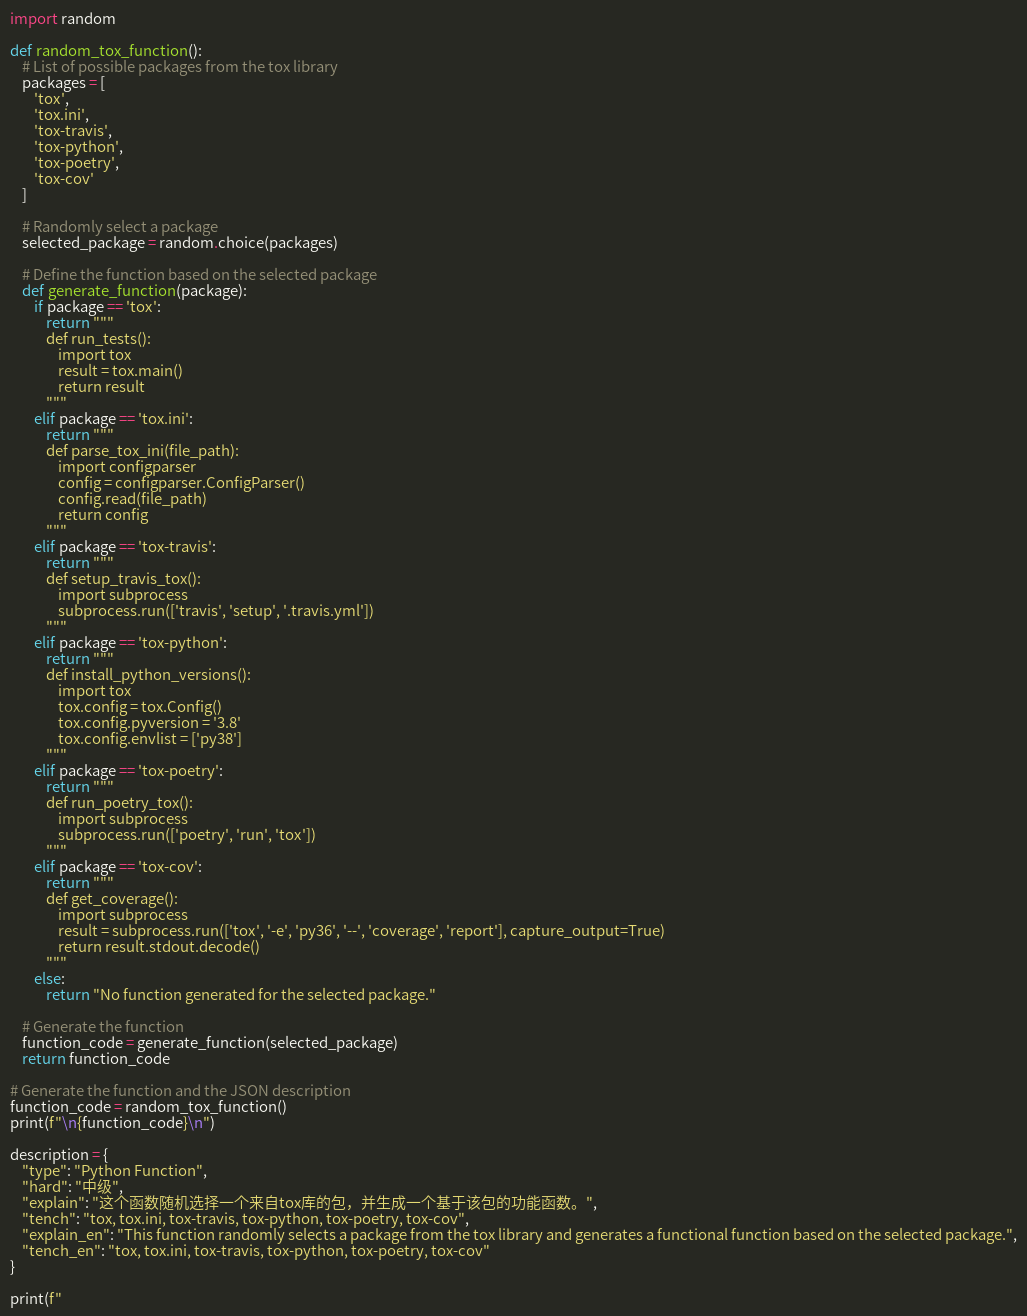 import random

def random_tox_function():
    # List of possible packages from the tox library
    packages = [
        'tox',
        'tox.ini',
        'tox-travis',
        'tox-python',
        'tox-poetry',
        'tox-cov'
    ]

    # Randomly select a package
    selected_package = random.choice(packages)

    # Define the function based on the selected package
    def generate_function(package):
        if package == 'tox':
            return """
            def run_tests():
                import tox
                result = tox.main()
                return result
            """
        elif package == 'tox.ini':
            return """
            def parse_tox_ini(file_path):
                import configparser
                config = configparser.ConfigParser()
                config.read(file_path)
                return config
            """
        elif package == 'tox-travis':
            return """
            def setup_travis_tox():
                import subprocess
                subprocess.run(['travis', 'setup', '.travis.yml'])
            """
        elif package == 'tox-python':
            return """
            def install_python_versions():
                import tox
                tox.config = tox.Config()
                tox.config.pyversion = '3.8'
                tox.config.envlist = ['py38']
            """
        elif package == 'tox-poetry':
            return """
            def run_poetry_tox():
                import subprocess
                subprocess.run(['poetry', 'run', 'tox'])
            """
        elif package == 'tox-cov':
            return """
            def get_coverage():
                import subprocess
                result = subprocess.run(['tox', '-e', 'py36', '--', 'coverage', 'report'], capture_output=True)
                return result.stdout.decode()
            """
        else:
            return "No function generated for the selected package."

    # Generate the function
    function_code = generate_function(selected_package)
    return function_code

# Generate the function and the JSON description
function_code = random_tox_function()
print(f"\n{function_code}\n")

description = {
    "type": "Python Function",
    "hard": "中级",
    "explain": "这个函数随机选择一个来自tox库的包，并生成一个基于该包的功能函数。",
    "tench": "tox, tox.ini, tox-travis, tox-python, tox-poetry, tox-cov",
    "explain_en": "This function randomly selects a package from the tox library and generates a functional function based on the selected package.",
    "tench_en": "tox, tox.ini, tox-travis, tox-python, tox-poetry, tox-cov"
}

print(f"